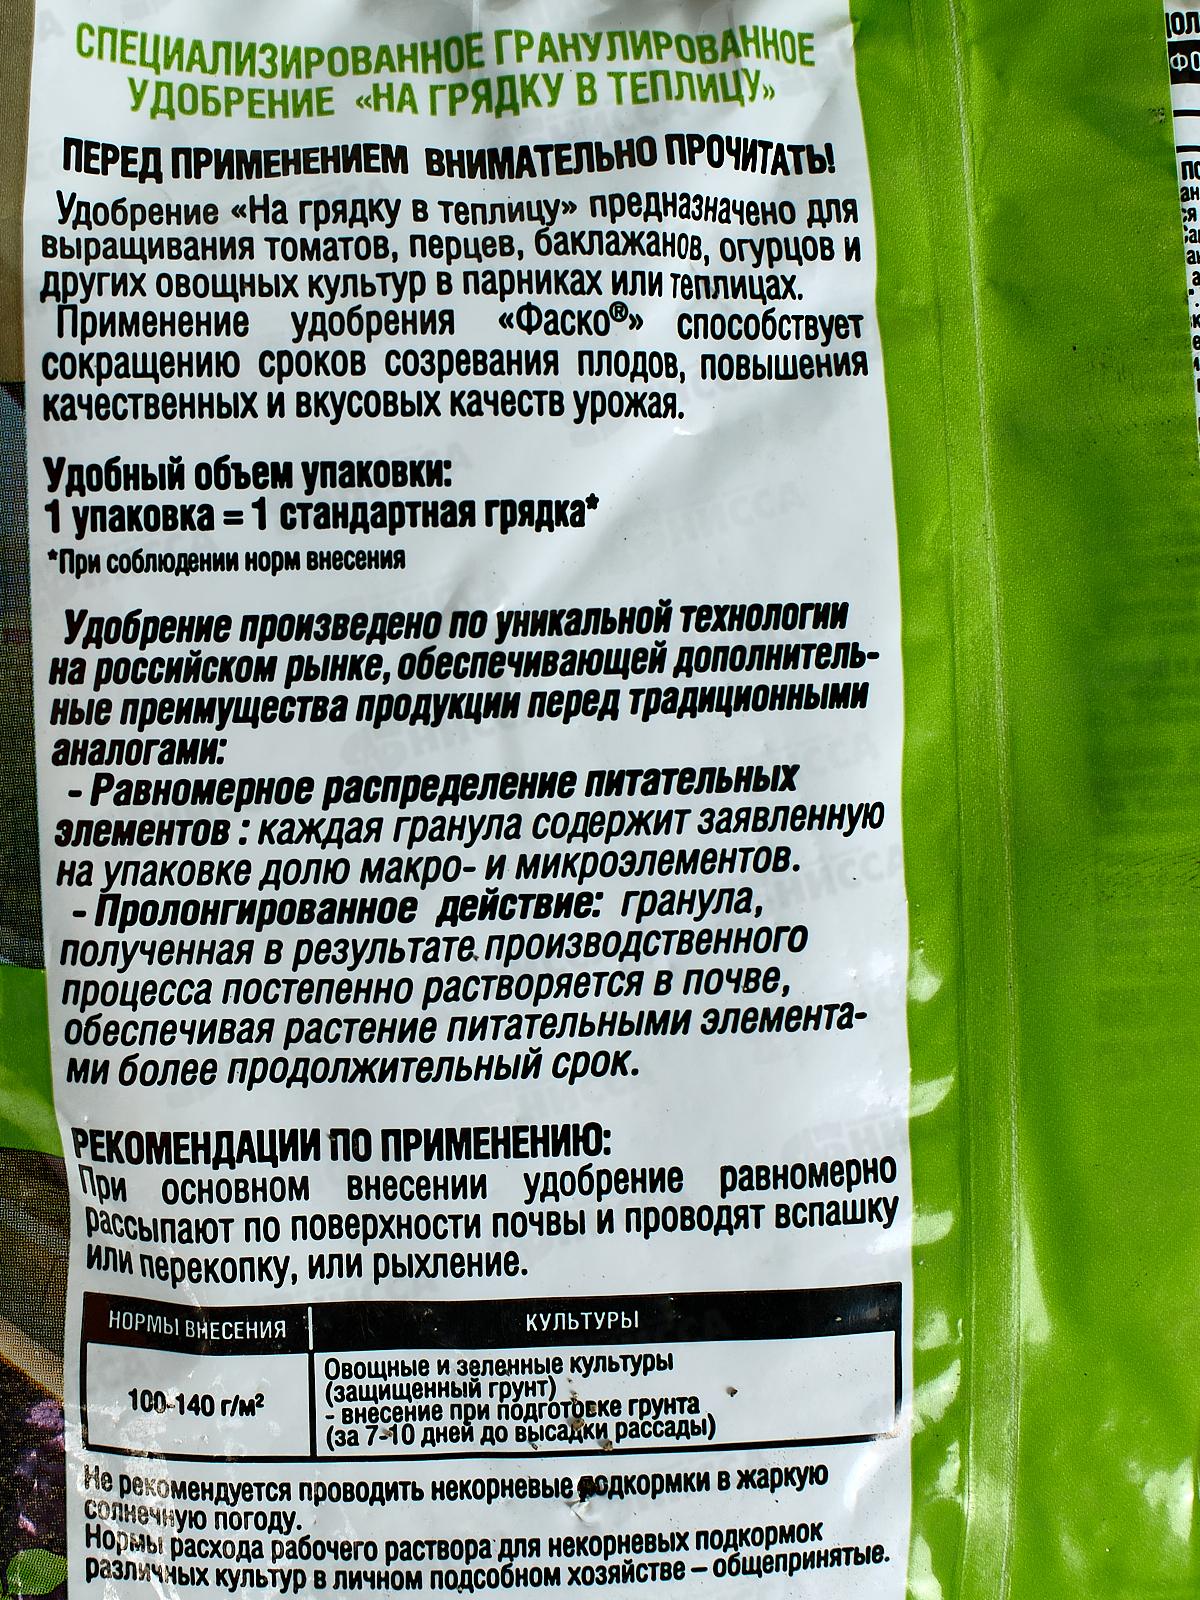 СПЕЦИАЛИЗИРОВАННОЕ ГРАНУЛИРОВАННОЕ
УДОБРЕНИЕ «НА ГРЯДКУ В ТЕПЛИЦУ»
ПЕРЕД ПРИМЕНЕНИЕМ ВНИМАТЕЛЬНО ПРОЧИТАТЬ!
Удобрение «На грядку в теплицу» предназначено для
выращивания томатов, перцев, баклажанов, огурцов и
других овощных культур в парниках или теплицах.
Применение удобрения «Фаско®» способствует
сокращению сроков созревания плодов, повышения
качественных и вкусовых качеств урожая.
Удобный объем упаковки:
1 упаковка = 1 стандартная грядка*
*При соблюдении норм внесения
Удобрение произведено по уникальной технологии
на российском рынке, обеспечивающей дополнитель-
ные преимущества продукции перед традиционными
аналогами:
- Равномерное распределение питательных
элементов : каждая гранула содержит заявленную
на упаковке долю макро- и микроэлементов.
- Пролонгированное действие: гранула,
полученная в результате производственного
процесса постепенно растворяется в почве,
обеспечивая растение питательными элемента-
ми более продолжительный срок.
РЕКОМЕНДАЦИИ ПО ПРИМЕНЕНИЮ:
При основном внесении удобрение равномерно
рассыпают по поверхности почвы и проводят вспашку
или перекопку, или рыхление.
НОРМЫ ВНЕСЕНИЯ
КУЛЬТУРЫ
100-140 г/м²
Овощные и зеленные культуры
(защищенный грунт)
- внесение при подготовке грунта
(за 7-10 дней до высадки рассады)
Не рекомендуется проводить некорневые подкормки в жаркую
солнечную погоду.
Нормы расхода рабочего раствора для некорневых подкормок
различных культур в личном подсобном хозяйстве – общепринятые.